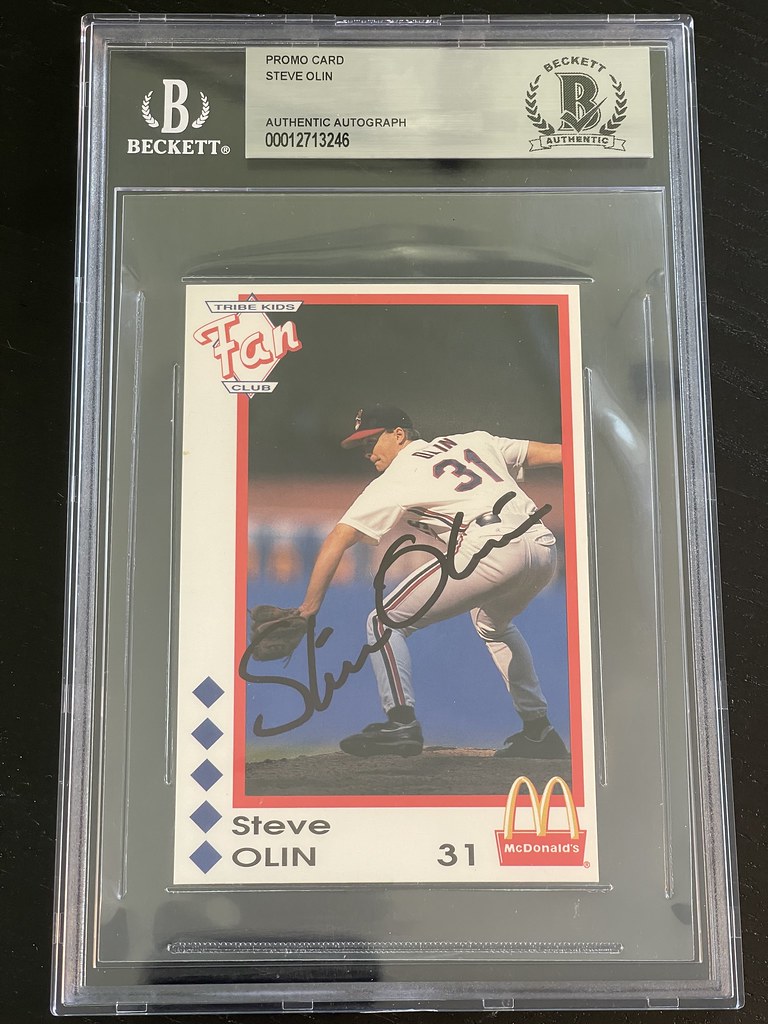 PROMO CARD
STEVE OLIN
AUTHENTIC AUTOGRAPH
00012713246
B
BECKETT®
BECKETT
B
AUTHENTIC
TRIBE KIDS
Fan
CLUB
OLIN
31
Steve Olin
Steve
OLIN
31
McDonald's®